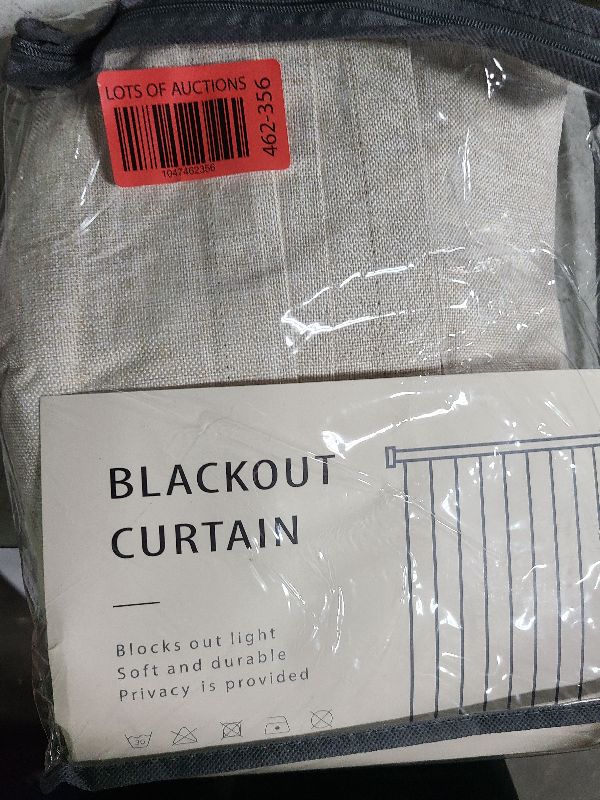 LOTS OF AUCTIONS
1047462356
462-356
BLACKOUT
CURTAIN
Blocks out light
Soft and durable
Privacy is provided
30